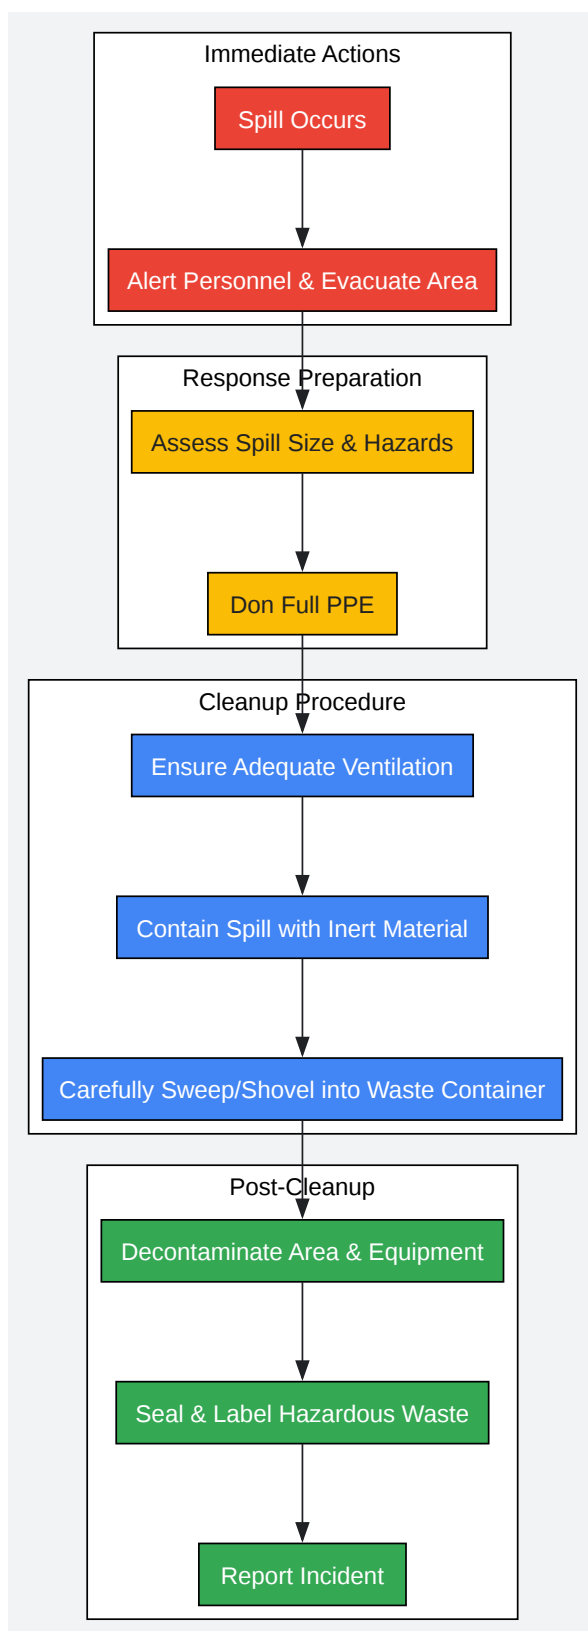 Immediate Actions
Spill Occurs
Alert Personnel & Evacuate Area
Response Preparation
Assess Spill Size & Hazards
Don Full PPE
Cleanup Procedure
Ensure Adequate Ventilation
Contain Spill with Inert Material
Carefully Sweep/Shovel into Waste Container
Post-Cleanup
Decontaminate Area & Equipment
Seal & Label Hazardous Waste
Report Incident